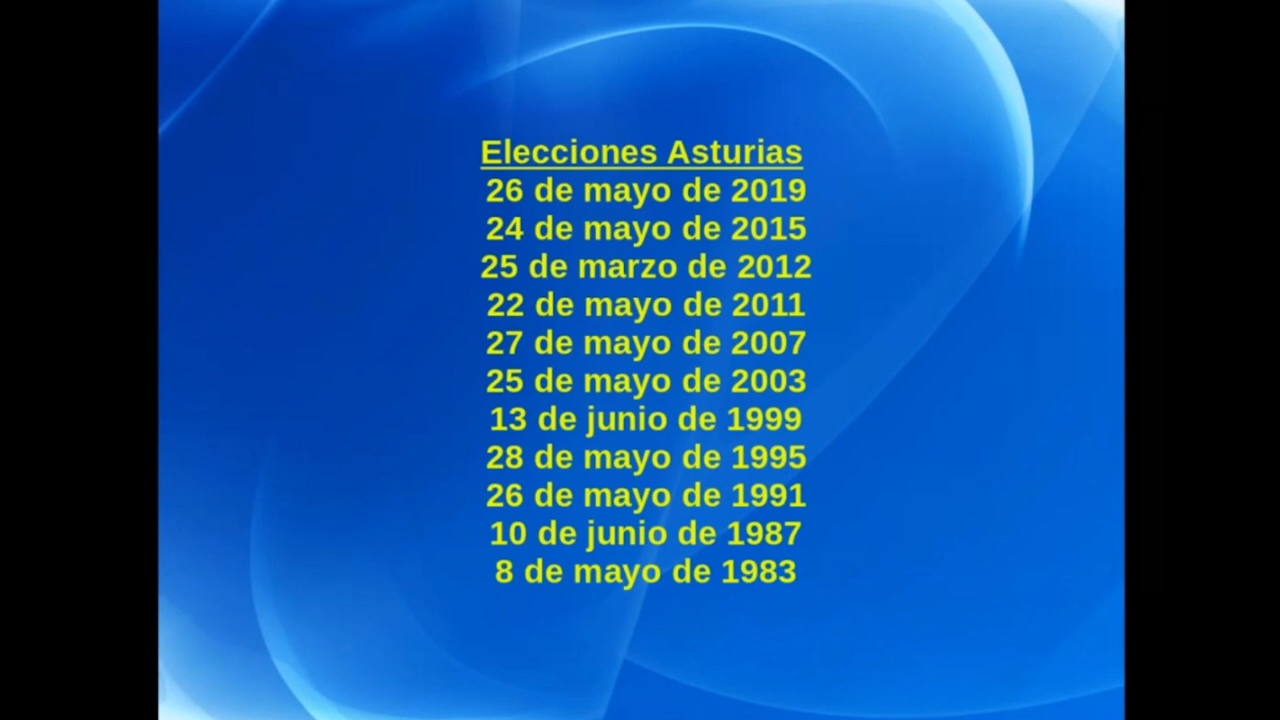 Elecciones Asturias
26 de mayo de 2019
24 de mayo de 2015
25 de marzo de 2012
22 de mayo de 2011
27 de mayo de 2007
25 de mayo de 2003
13 de junio de 1999
28 de mayo de 1995
26 de mayo de 1991
10 de junio de 1987
8 de mayo de 1983